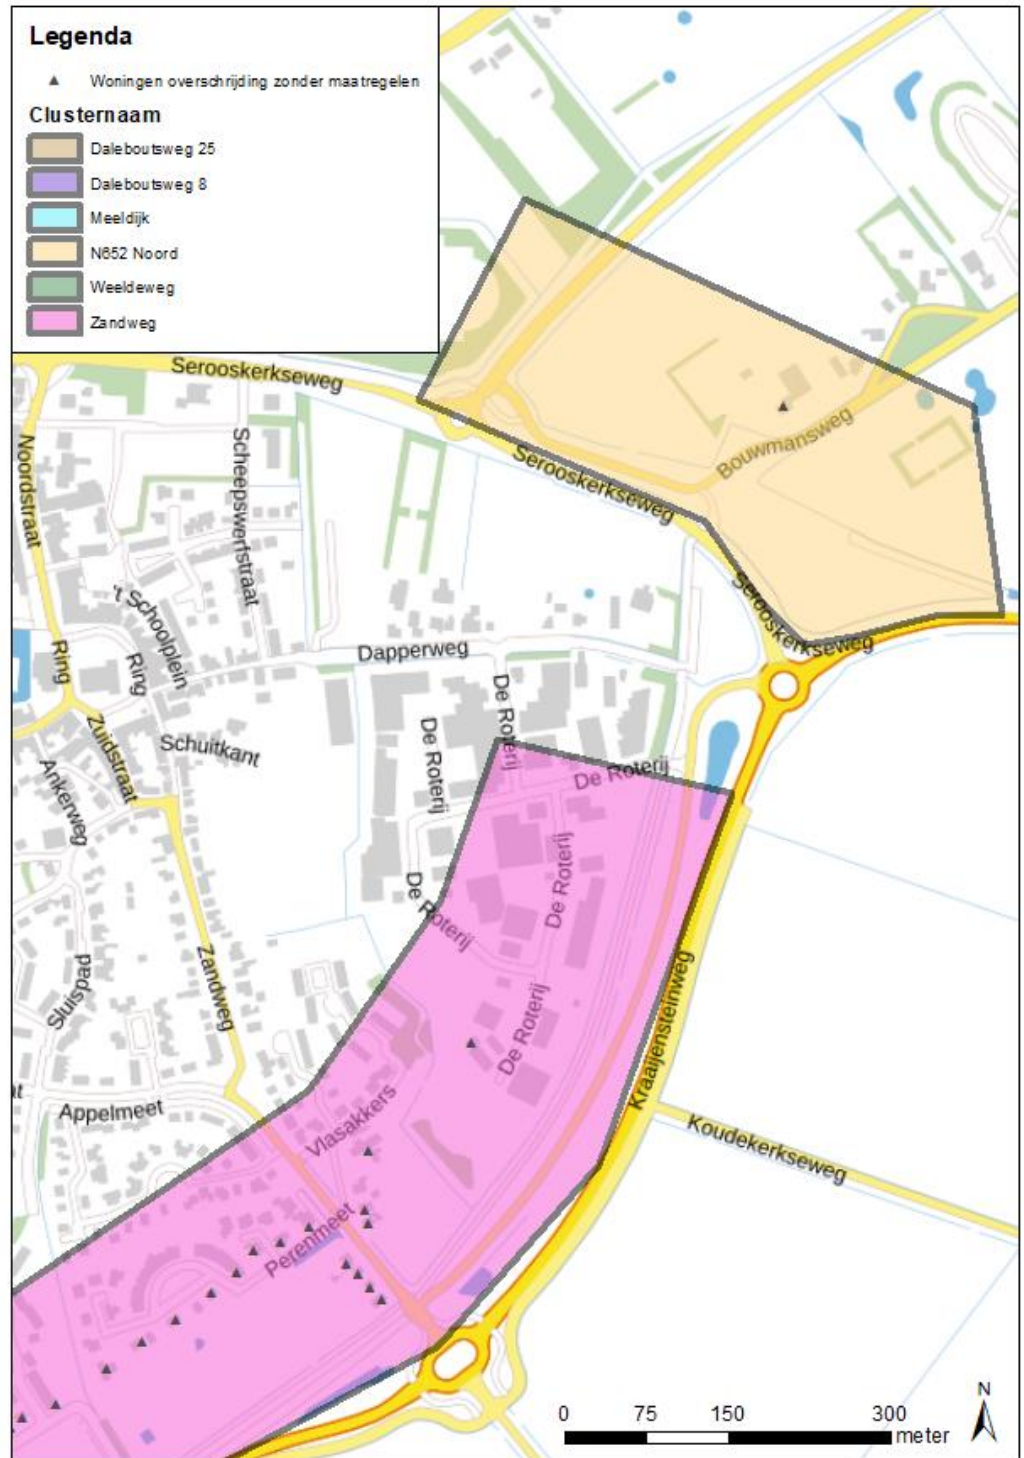 Legenda
Woningen overschrijding zonder maatregelen
Clusternaam
Daleboutsweg 25
Daleboutsweg 8
Meeldijk
N652 Noord
Weeldeweg
Zandweg
Serooskerkseweg
Noordstraat
Scheepswerfstraat
Serooskerkseweg
Bouwmansweg
Serooskerkseweg
't Schoolplein
Ring
Ring
Dapperweg
De Roterij
Zuidstraat
Schuitkant
De Roterij
De Roterij
Ankerweg
De Roterij
De Roterij
Sluispad
Zandweg
Kraaijensteinweg
De Roterij
at
Appelmeet
Vlasakkers
Koudekerkseweg
Perenmeet
N
0 75 150 300
meter